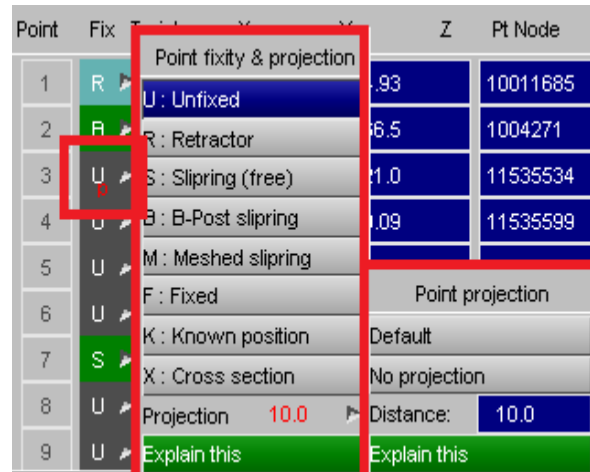 Point Fix Z Pt Node
1 R .93 10011685
2 6.5 1004271
3 U p 1.0 11535534
4 U .09 11535599
5 U
6 U
7 S
8 U
9 U
Point fixity & projection
U : Unfixed
R : Retractor
S : Slipring (free)
B : B-Post slipring
M : Meshed slipring
F : Fixed
K : Known position
X : Cross section
Projection 10.0
Explain this
Point projection
Default
No projection
Distance: 10.0
Explain this